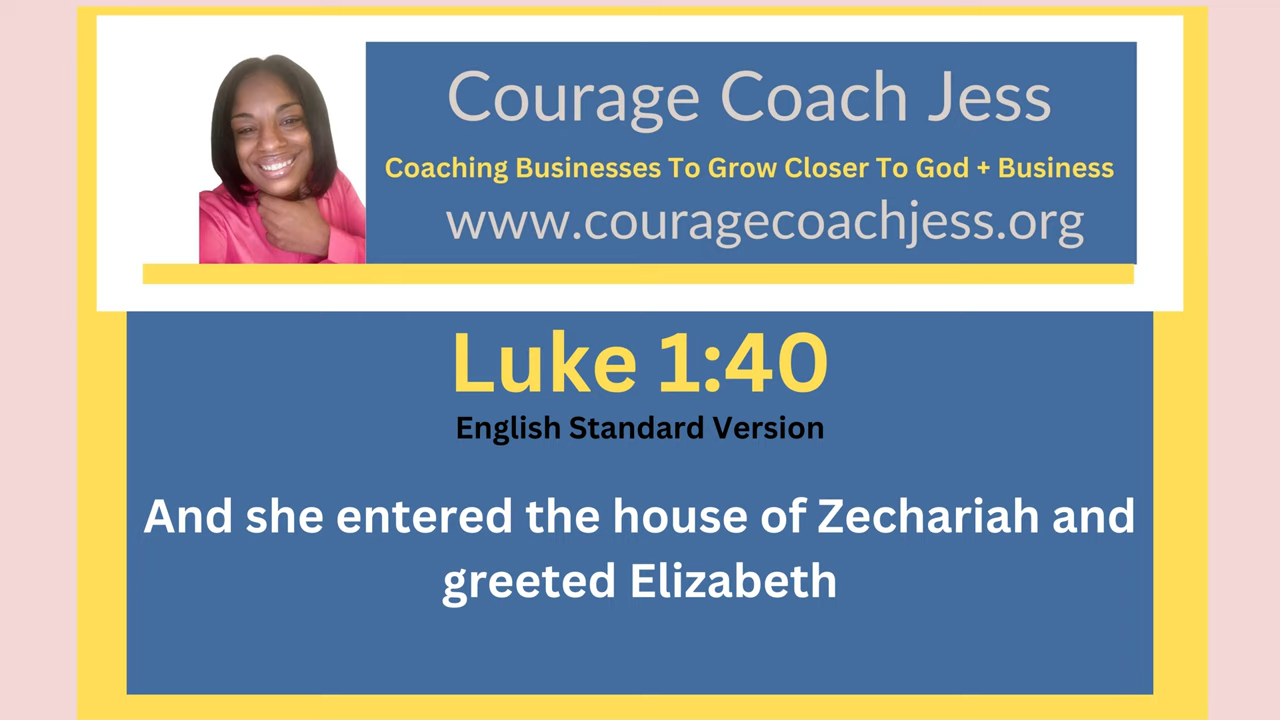 Courage Coach Jess
Coaching Businesses To Grow Closer To God + Business
www.couragecoachjess.org
Luke 1:40
English Standard Version
And she entered the house of Zechariah and
greeted Elizabeth